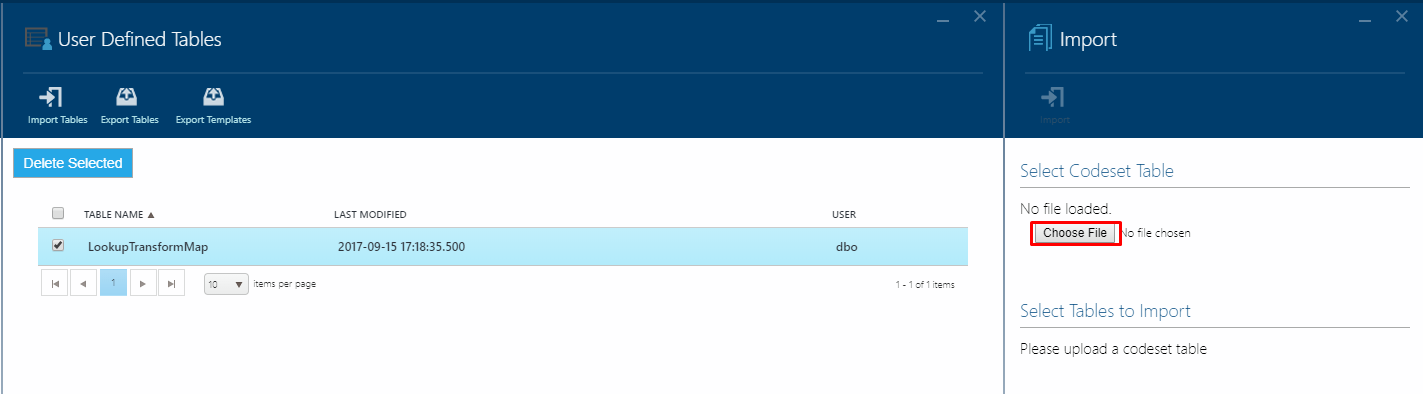 User Defined Tables
Import Tables Export Tables Export Templates
Delete Selected
TABLE NAME ▲ LAST MODIFIED USER
LookupTransformMap 2017-09-15 17:18:35.500 dbo
1 10 items per page 1 - 1 of 1 items
Import
Import
Select Codeset Table
No file loaded.
Choose File No file chosen
Select Tables to Import
Please upload a codeset table